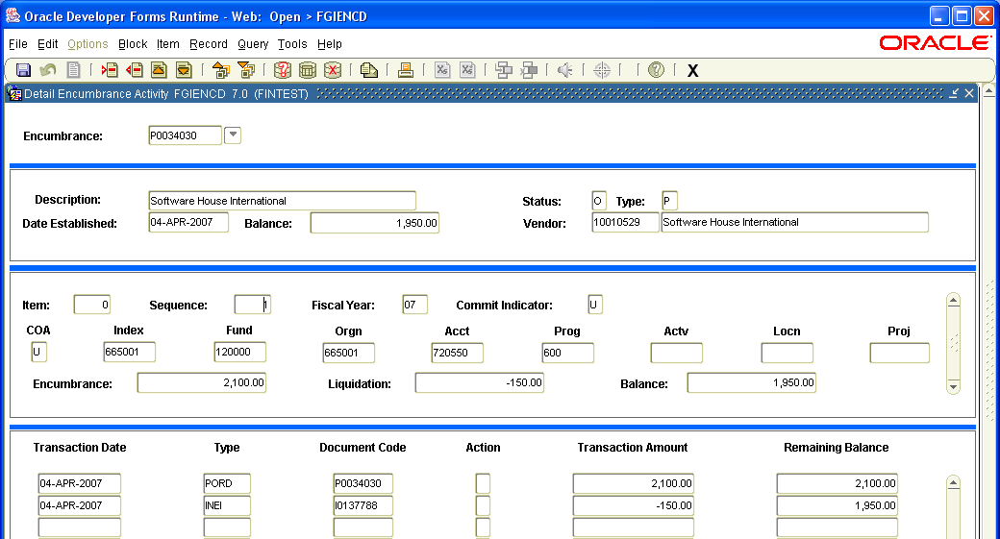 Oracle Developer Forms Runtime - Web: Open > FGIENCD
File Edit Options Block Item Record Query Tools Help
ORACLE
X
Detail Encumbrance Activity FGIENCD 7.0 (FINTEST)
Encumbrance: P0034030
Description: Software House International Status: O Type: P
Date Established: 04-APR-2007 Balance: 1,950.00 Vendor: 10010529 Software House International
Item: 0 Sequence: 1 Fiscal Year: 07 Commit Indicator: U
COA Index Fund Orgn Acct Prog Actv Locn Proj
U 665001 120000 665001 720550 600
Encumbrance: 2,100.00 Liquidation: -150.00 Balance: 1,950.00
Transaction Date Type Document Code Action Transaction Amount Remaining Balance
04-APR-2007 PORD P0034030 2,100.00 2,100.00
04-APR-2007 INEI I0137788 -150.00 1,950.00